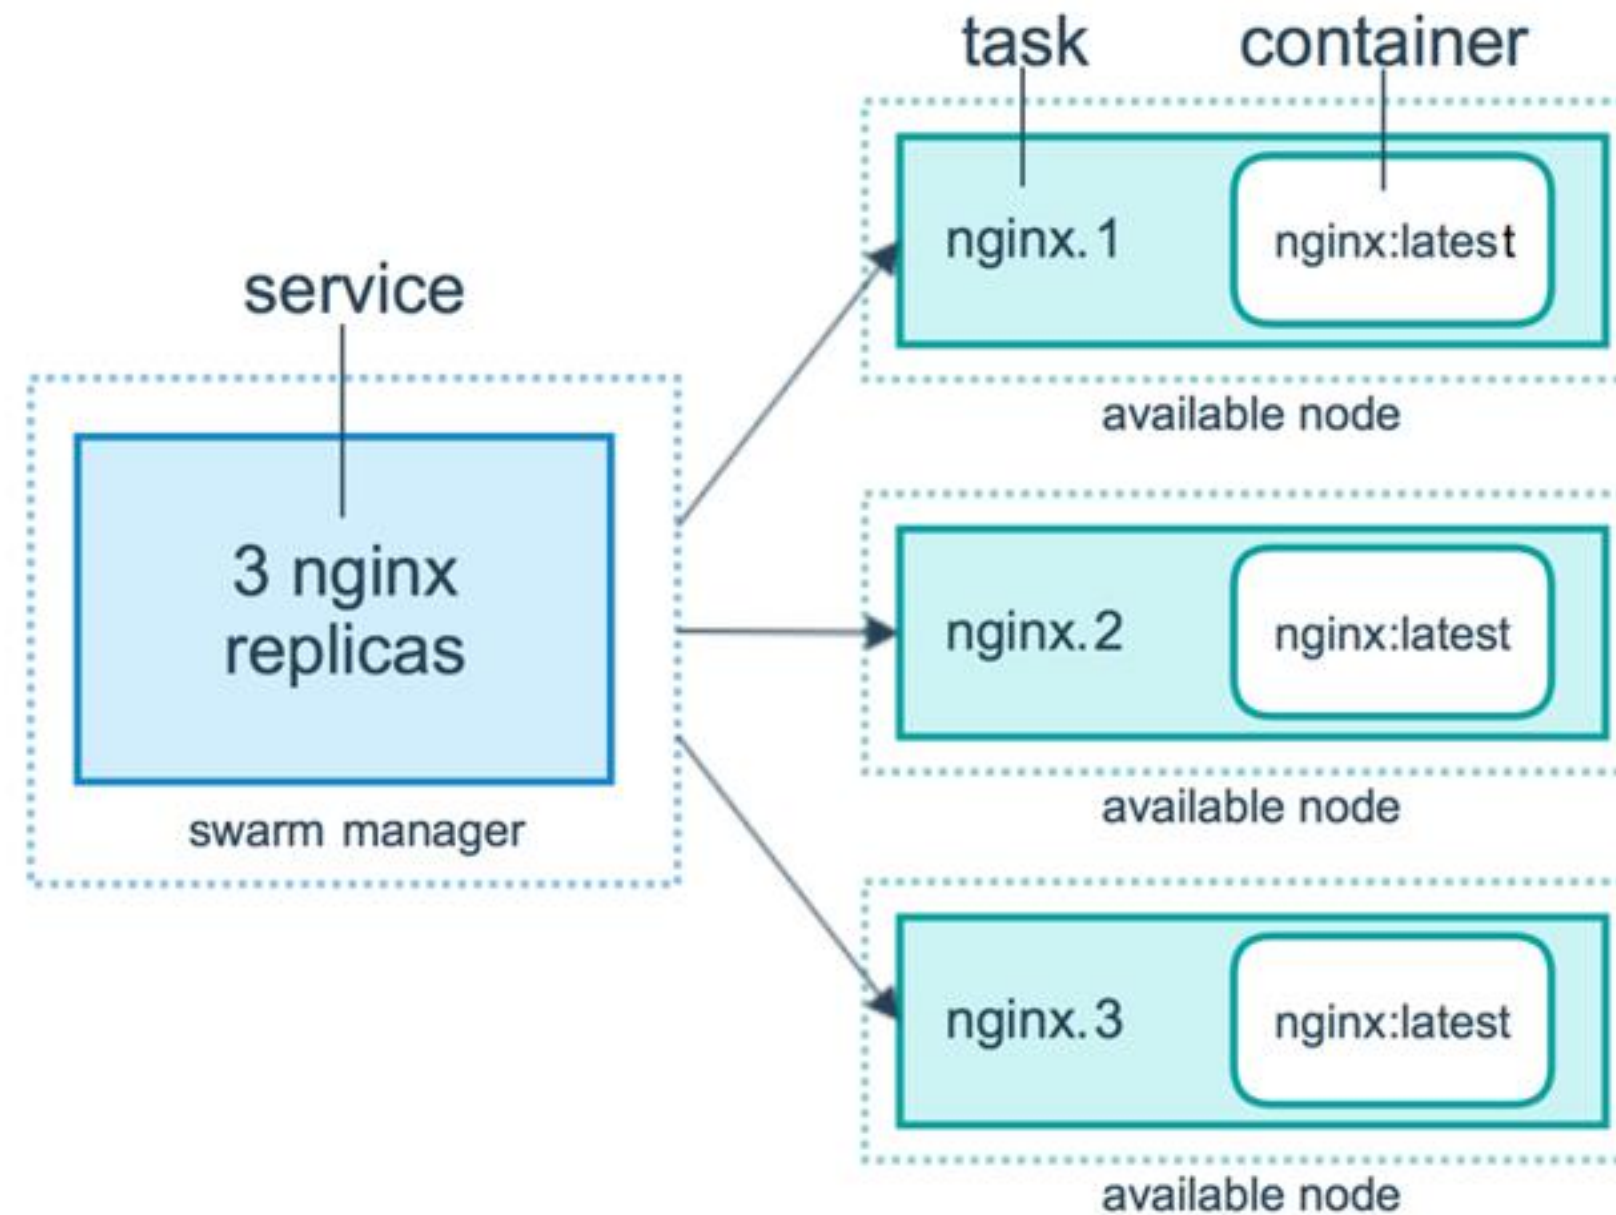 task
container
nginx.1
nginx:latest
available node
service
3 nginx
replicas
swarm manager
nginx.2
nginx:latest
available node
nginx.3
nginx:latest
available node